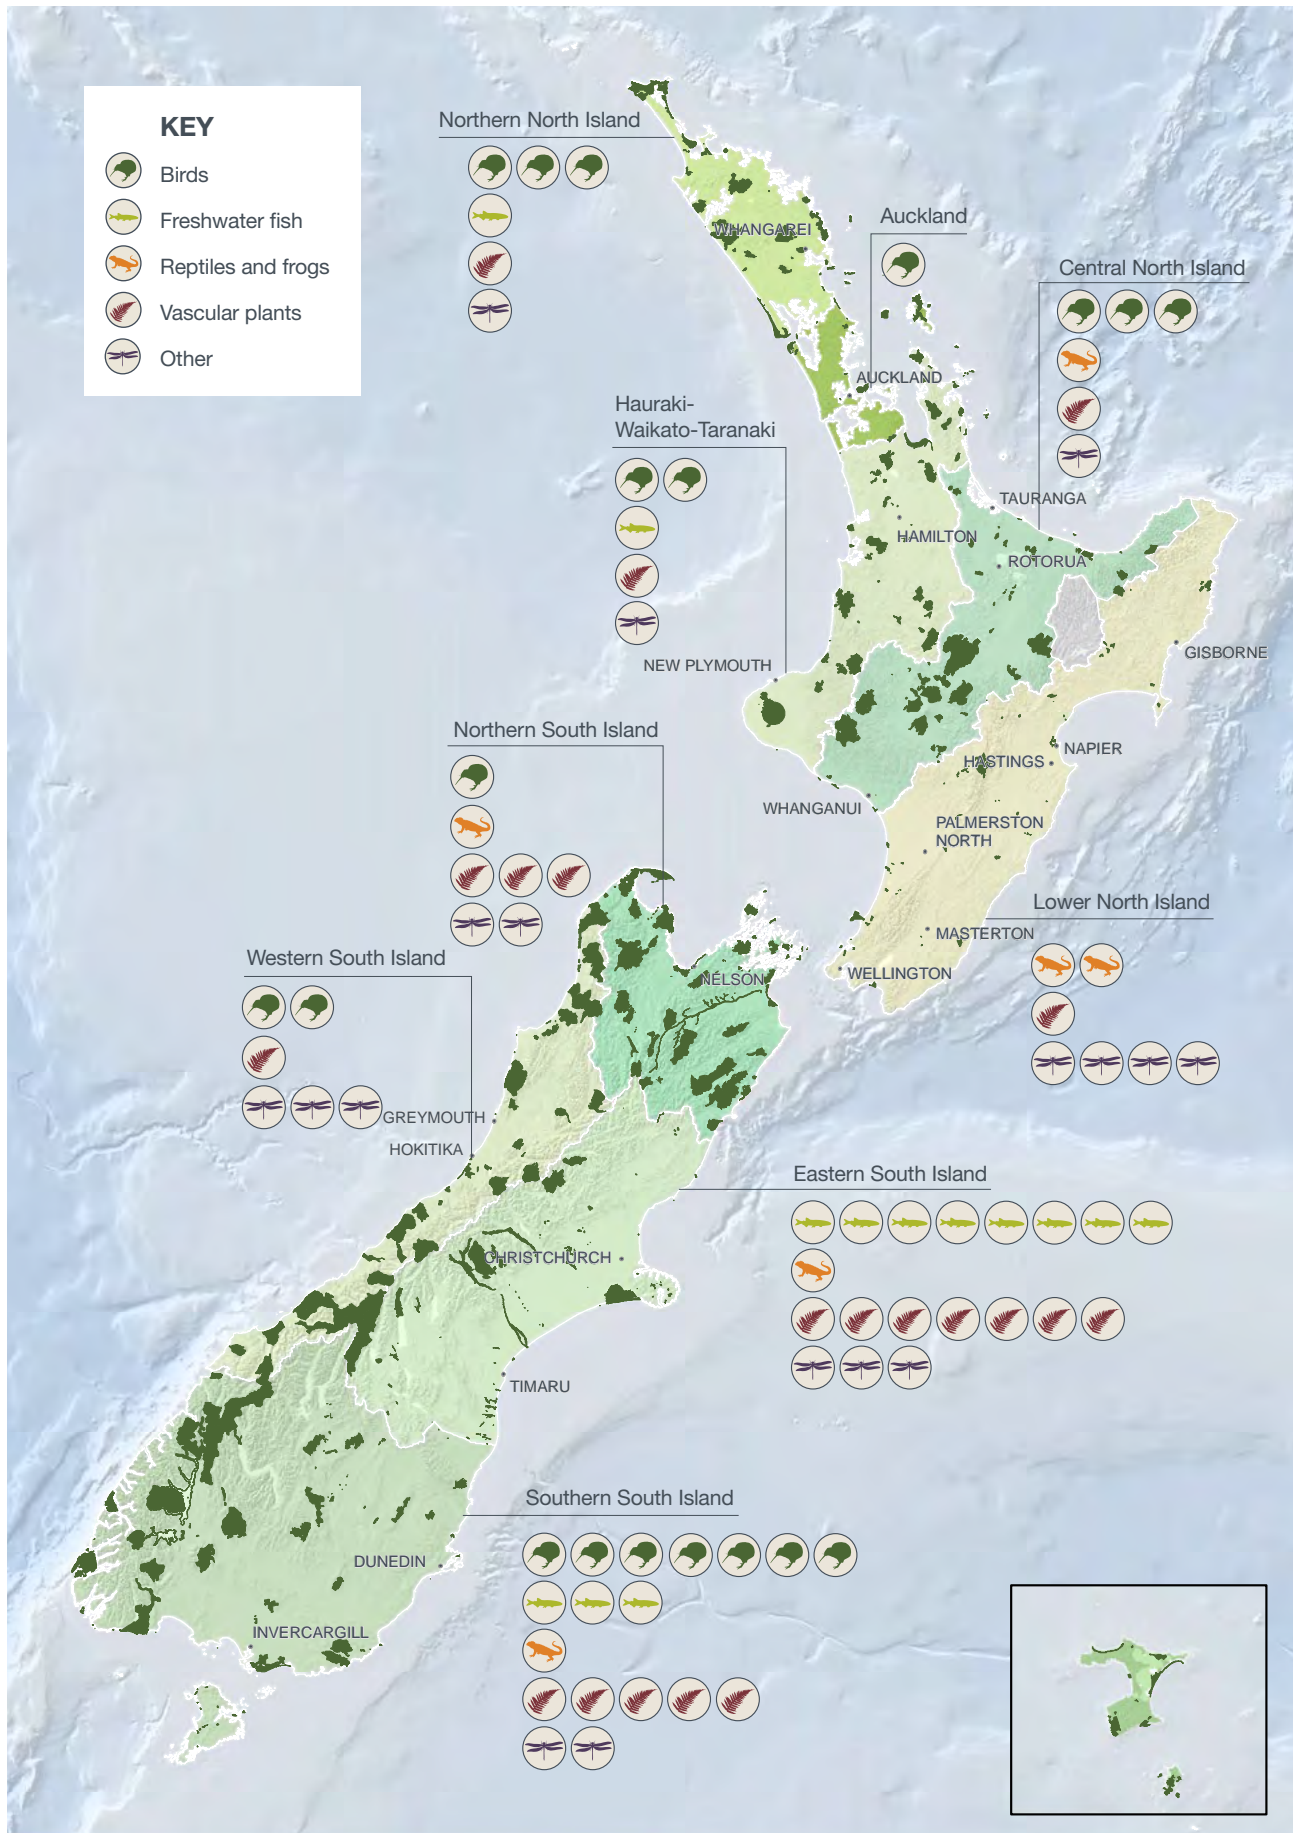 KEY
Birds
Freshwater fish
Reptiles and frogs
Vascular plants
Other
Northern North Island
WHANGAREI
Auckland
Central North Island
AUCKLAND
Hauraki-
Waikato-Taranaki
TAURANGA
HAMILTON
ROTORUA
GISBORNE
NEW PLYMOUTH
Northern South Island
NAPIER
HASTINGS
WHANGANUI
PALMERSTON
NORTH
Lower North Island
MASTERTON
Western South Island
NELSON
WELLINGTON
GREYMOUTH
HOKITIKA
Eastern South Island
CHRISTCHURCH
TIMARU
Southern South Island
DUNEDIN
INVERCARGILL